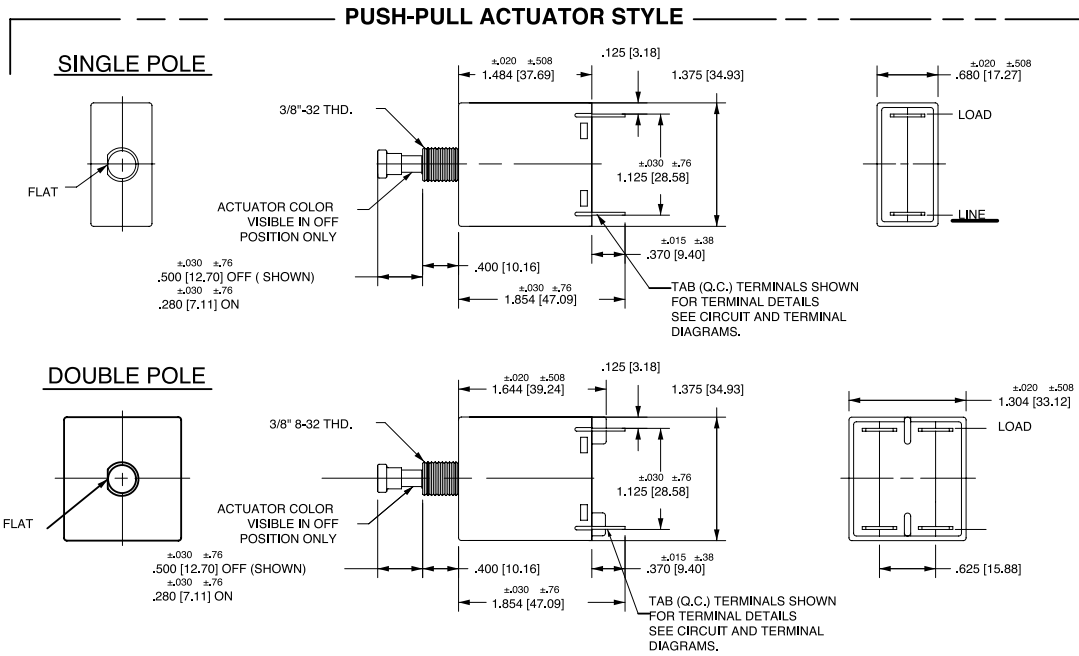 PUSH-PULL ACTUATOR STYLE
SINGLE POLE
FLAT
3/8"-32 THD.
ACTUATOR COLOR
VISIBLE IN OFF
POSITION ONLY
±.030 ±.76
.500 [12.70] OFF ( SHOWN)
±.030 ±.76
.280 [7.11] ON
±.020 ±.508
1.484 [37.69]
.125 [3.18]
1.375 [34.93]
±.030 ±.76
1.125 [28.58]
±.015 ±.38
.370 [9.40]
.400 [10.16]
±.030 ±.76
1.854 [47.09]
TAB (Q.C.) TERMINALS SHOWN
FOR TERMINAL DETAILS
SEE CIRCUIT AND TERMINAL
DIAGRAMS.
±.020 ±.508
.680 [17.27]
LOAD
LINE
DOUBLE POLE
FLAT
3/8" 8-32 THD.
ACTUATOR COLOR
VISIBLE IN OFF
POSITION ONLY
±.030 ±.76
.500 [12.70] OFF (SHOWN)
±.030 ±.76
.280 [7.11] ON
±.020 ±.508
1.644 [39.24]
.125 [3.18]
1.375 [34.93]
±.030 ±.76
1.125 [28.58]
±.015 ±.38
.370 [9.40]
.400 [10.16]
±.030 ±.76
1.854 [47.09]
TAB (Q.C.) TERMINALS SHOWN
FOR TERMINAL DETAILS
SEE CIRCUIT AND TERMINAL
DIAGRAMS.
±.020 ±.508
1.304 [33.12]
LOAD
.625 [15.88]